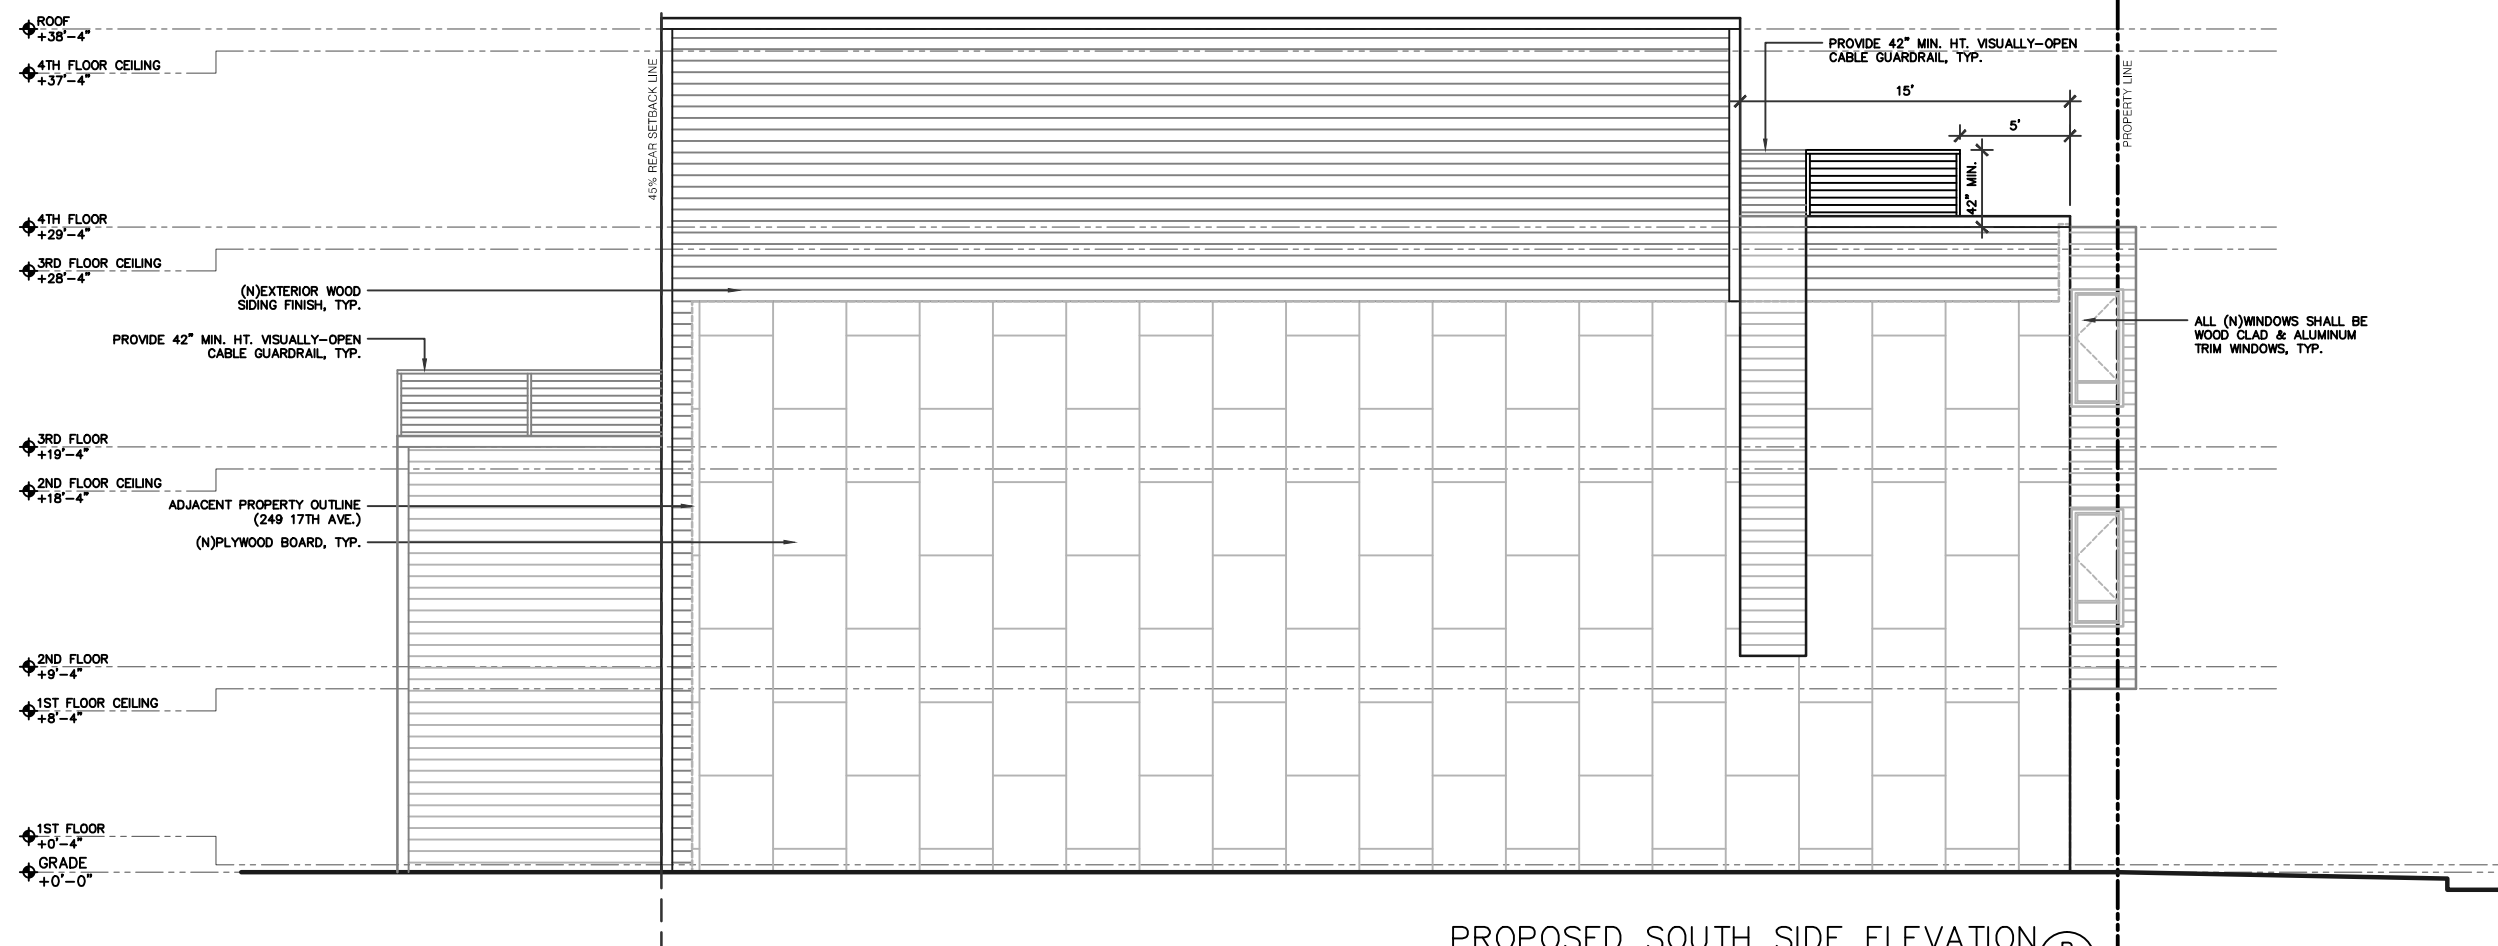 ROOF
+38'-4"
4TH FLOOR CEILING
+37'-4"
45% REAR SETBACK LINE
PROVIDE 42" MIN. HT. VISUALLY-OPEN
CABLE GUARDRAIL, TYP.
PROPERTY LINE
15'
5'
42" MIN.
4TH FLOOR
+29'-4"
3RD FLOOR CEILING
+28'-4"
(N)EXTERIOR WOOD
SIDING FINISH, TYP.
PROVIDE 42" MIN. HT. VISUALLY-OPEN
CABLE GUARDRAIL, TYP.
ALL (N)WINDOWS SHALL BE
WOOD CLAD & ALUMINUM
TRIM WINDOWS, TYP.
3RD FLOOR
+19'-4"
2ND FLOOR CEILING
+18'-4"
ADJACENT PROPERTY OUTLINE
(249 17TH AVE.)
(N)PLYWOOD BOARD, TYP.
2ND FLOOR
+9'-4"
1ST FLOOR CEILING
+8'-4"
1ST FLOOR
+0'-4"
GRADE
+0'-0"
PROPOSED SOUTH SIDE ELEVATION